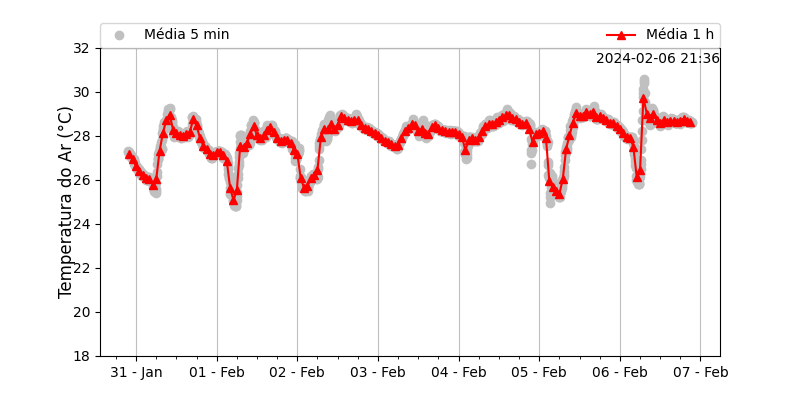 Média 5 min
Média 1 h
2024-02-06 21:36
Temperatura do Ar (°C)
32
30
28
26
24
22
20
18
31 - Jan
01 - Feb
02 - Feb
03 - Feb
04 - Feb
05 - Feb
06 - Feb
07 - Feb